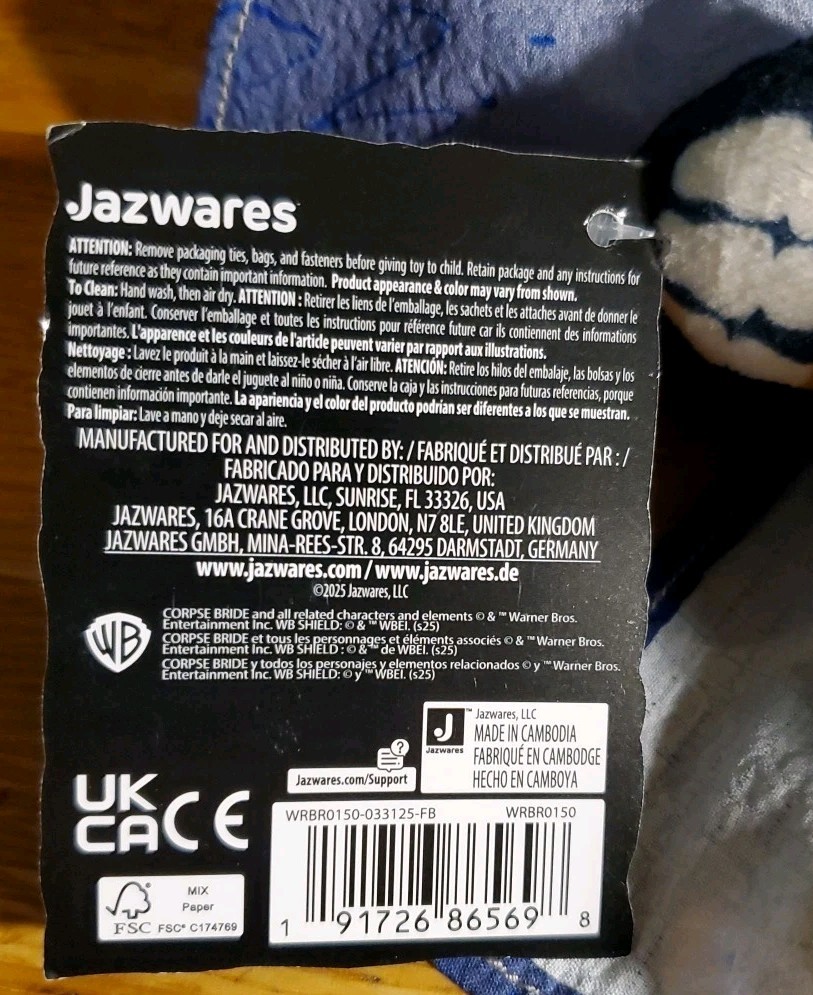 Jazwares
ATTENTION: Remove packaging ties, bags, and fasteners before giving toy to child. Retain package and any instructions for
future reference as they contain important information. Product appearance & color may vary from shown.
To Clean: Hand wash, then air dry. ATTENTION : Retirer les liens de l'emballage, les sachets et les attaches avant de donner le
jouet à l'enfant. Conserver l'emballage et toutes les instructions pour référence future car ils contiennent des informations
importantes. L'apparence et les couleurs de l'article peuvent varier par rapport aux illustrations.
Nettoyage : Lavez le produit à la main et laissez-le sécher à l'air libre. ATENCIÓN: Retire los hilos del embalaje, las bolsas y los
elementos de cierre antes de darle el juguete al niño o niña. Conserve la caja y las instrucciones para futuras referencias, porque
contienen información importante. La apariencia y el color del producto podrían ser diferentes a los que se muestran.
Para limpiar: Lave a mano y deje secar al aire.
MANUFACTURED FOR AND DISTRIBUTED BY: / FABRIQUÉ ET DISTRIBUÉ PAR : /
FABRICADO PARA Y DISTRIBUIDO POR:
JAZWARES, LLC, SUNRISE, FL 33326, USA
JAZWARES, 16A CRANE GROVE, LONDON, N7 8LE, UNITED KINGDOM
JAZWARES GMBH, MINA-REES-STR. 8, 64295 DARMSTADT, GERMANY
www.jazwares.com / www.jazwares.de
©2025 Jazwares, LLC
WB
CORPSE BRIDE and all related characters and elements © & ™ Warner Bros.
Entertainment Inc. WB SHIELD: © & ™ WBEI. (s25)
CORPSE BRIDE et tous les personnages et éléments associés © & ™ Warner Bros.
Entertainment Inc. WB SHIELD : © & ™ de WBEI. (s25)
CORPSE BRIDE y todos los personajes y elementos relacionados © y ™ Warner Bros.
Entertainment Inc. WB SHIELD: © y ™ WBEI. (s25)
J
Jazwares
™ Jazwares, LLC
MADE IN CAMBODIA
FABRIQUÉ EN CAMBODGE
HECHO EN CAMBOYA
?
Jazwares.com/Support
UK
CA CE
WRBR0150-033125-FB WRBR0150
1 91726 86569 8
FSC
MIX
Paper
FSC® C174769